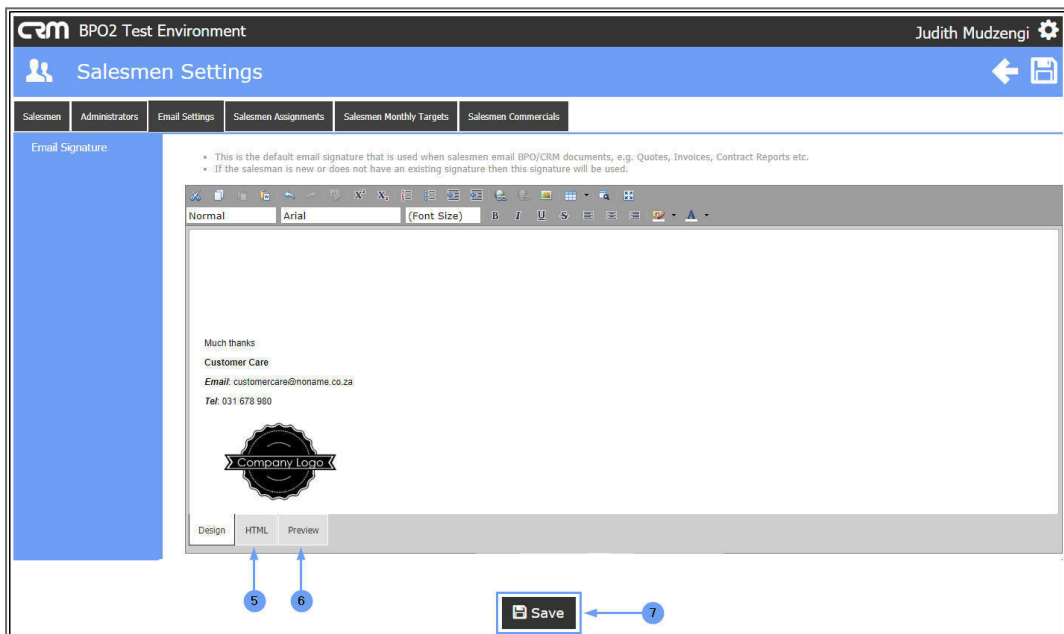 CRM BPO2 Test Environment Judith Mudzengi
Salesmen Settings
Salesmen Administrators Email Settings Salesmen Assignments Salesmen Monthly Targets Salesmen Commercials
Email Signature
• This is the default email signature that is used when salesmen email BPO/CRM documents, e.g. Quotes, Invoices, Contract Reports etc.
• If the salesman is new or does not have an existing signature then this signature will be used.
Normal Arial (Font Size) B I U S A
Much thanks
Customer Care
Email: customercare@noname.co.za
Tel: 031 678 980
Company Logo
Design HTML Preview
5 6
Save 7